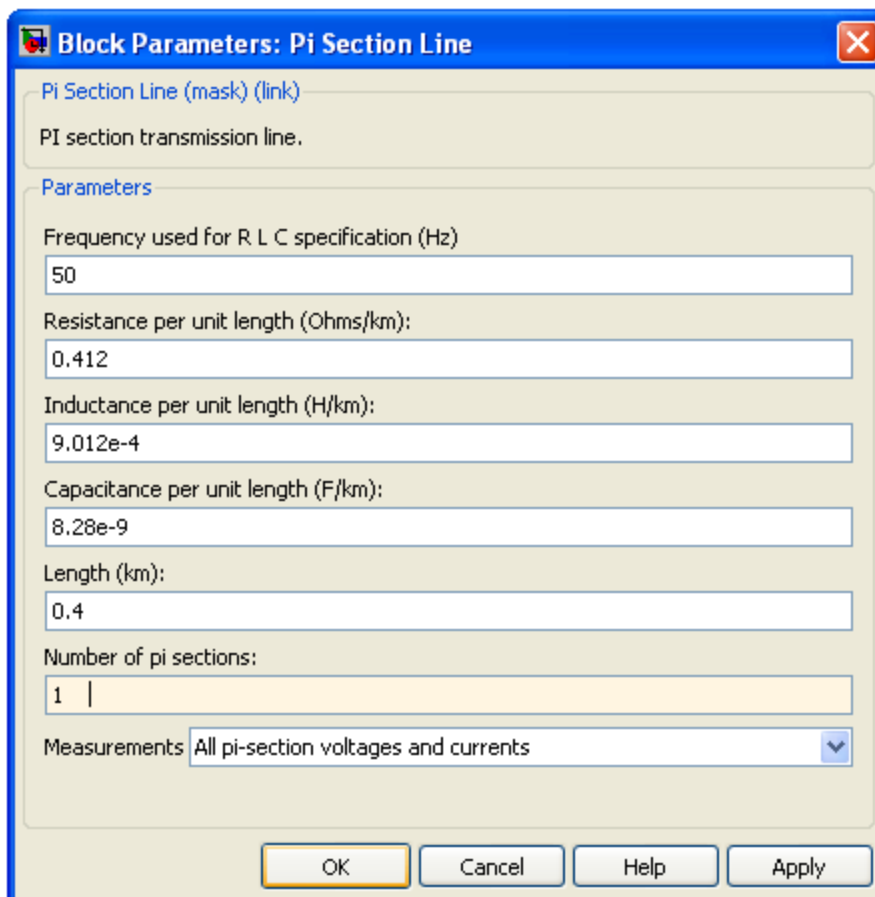 Block Parameters: Pi Section Line
Pi Section Line (mask) (link)
PI section transmission line.
Parameters
Frequency used for R L C specification (Hz)
50
Resistance per unit length (Ohms/km):
0.412
Inductance per unit length (H/km):
9.012e-4
Capacitance per unit length (F/km):
8.28e-9
Length (km):
0.4
Number of pi sections:
1
Measurements All pi-section voltages and currents
OK Cancel Help Apply